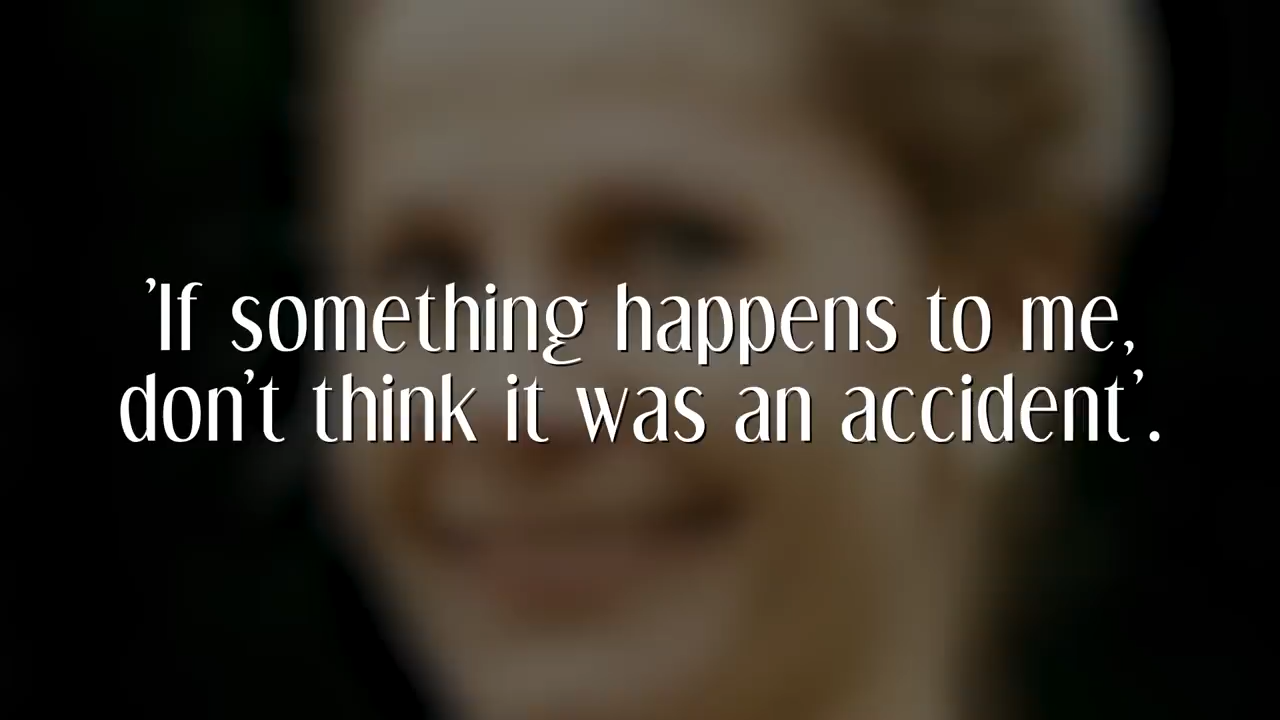 'If something happens to me,
don't think it was an accident'.